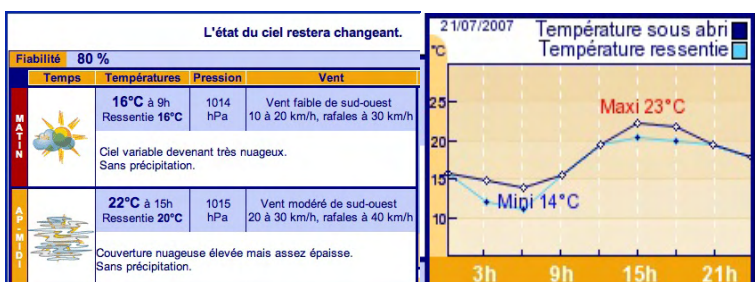 L'état du ciel restera changeant.
Fiabilité 80 %
Temps Températures Pression Vent
MATIN
16°C à 9h 1014 Vent faible de sud-ouest
Ressentie 16°C hPa 10 à 20 km/h, rafales à 30 km/h
Ciel variable devenant très nuageux.
Sans précipitation.
AP-MIDI
22°C à 15h 1015 Vent modéré de sud-ouest
Ressentie 20°C hPa 20 à 30 km/h, rafales à 40 km/h
Couverture nuageuse élevée mais assez épaisse.
Sans précipitation.
21/07/2007 Température sous abri
°C Température ressentie
25
Maxi 23°C
20
15
Mini 14°C
10
3h 9h 15h 21h